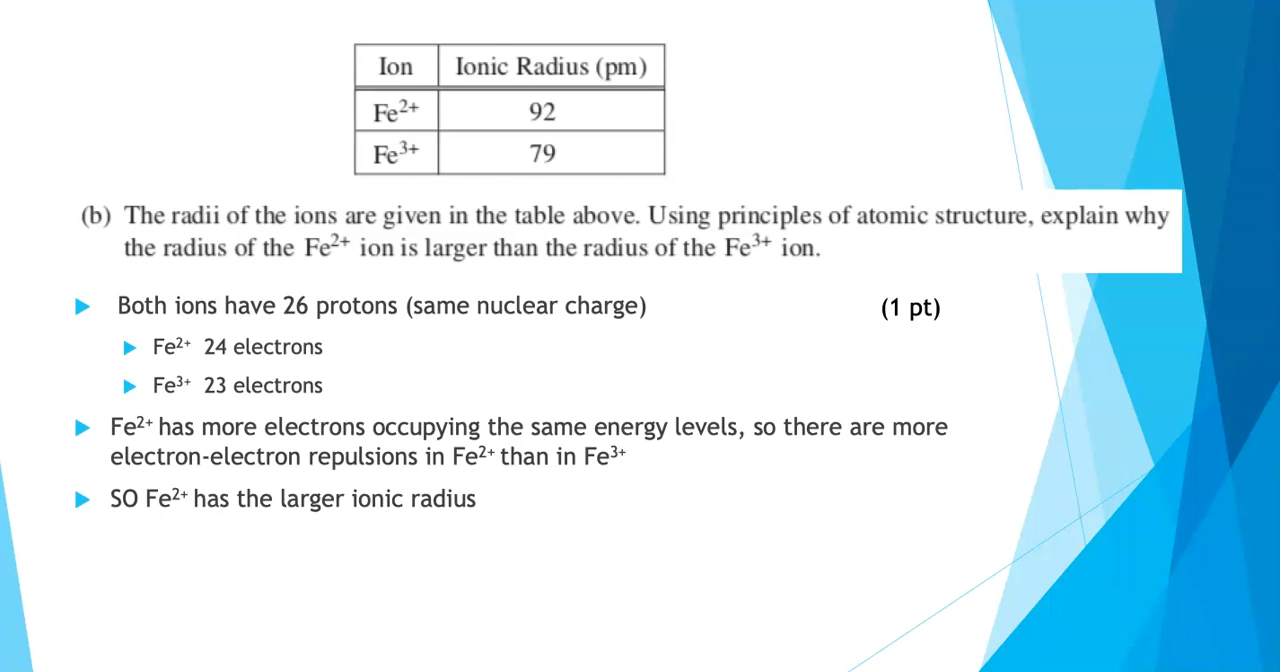 Ion Ionic Radius (pm)
Fe²⁺ 92
Fe³⁺ 79
(b) The radii of the ions are given in the table above. Using principles of atomic structure, explain why
the radius of the Fe²⁺ ion is larger than the radius of the Fe³⁺ ion.
Both ions have 26 protons (same nuclear charge) (1 pt)
Fe²⁺ 24 electrons
Fe³⁺ 23 electrons
Fe²⁺ has more electrons occupying the same energy levels, so there are more
electron-electron repulsions in Fe²⁺ than in Fe³⁺
SO Fe²⁺ has the larger ionic radius